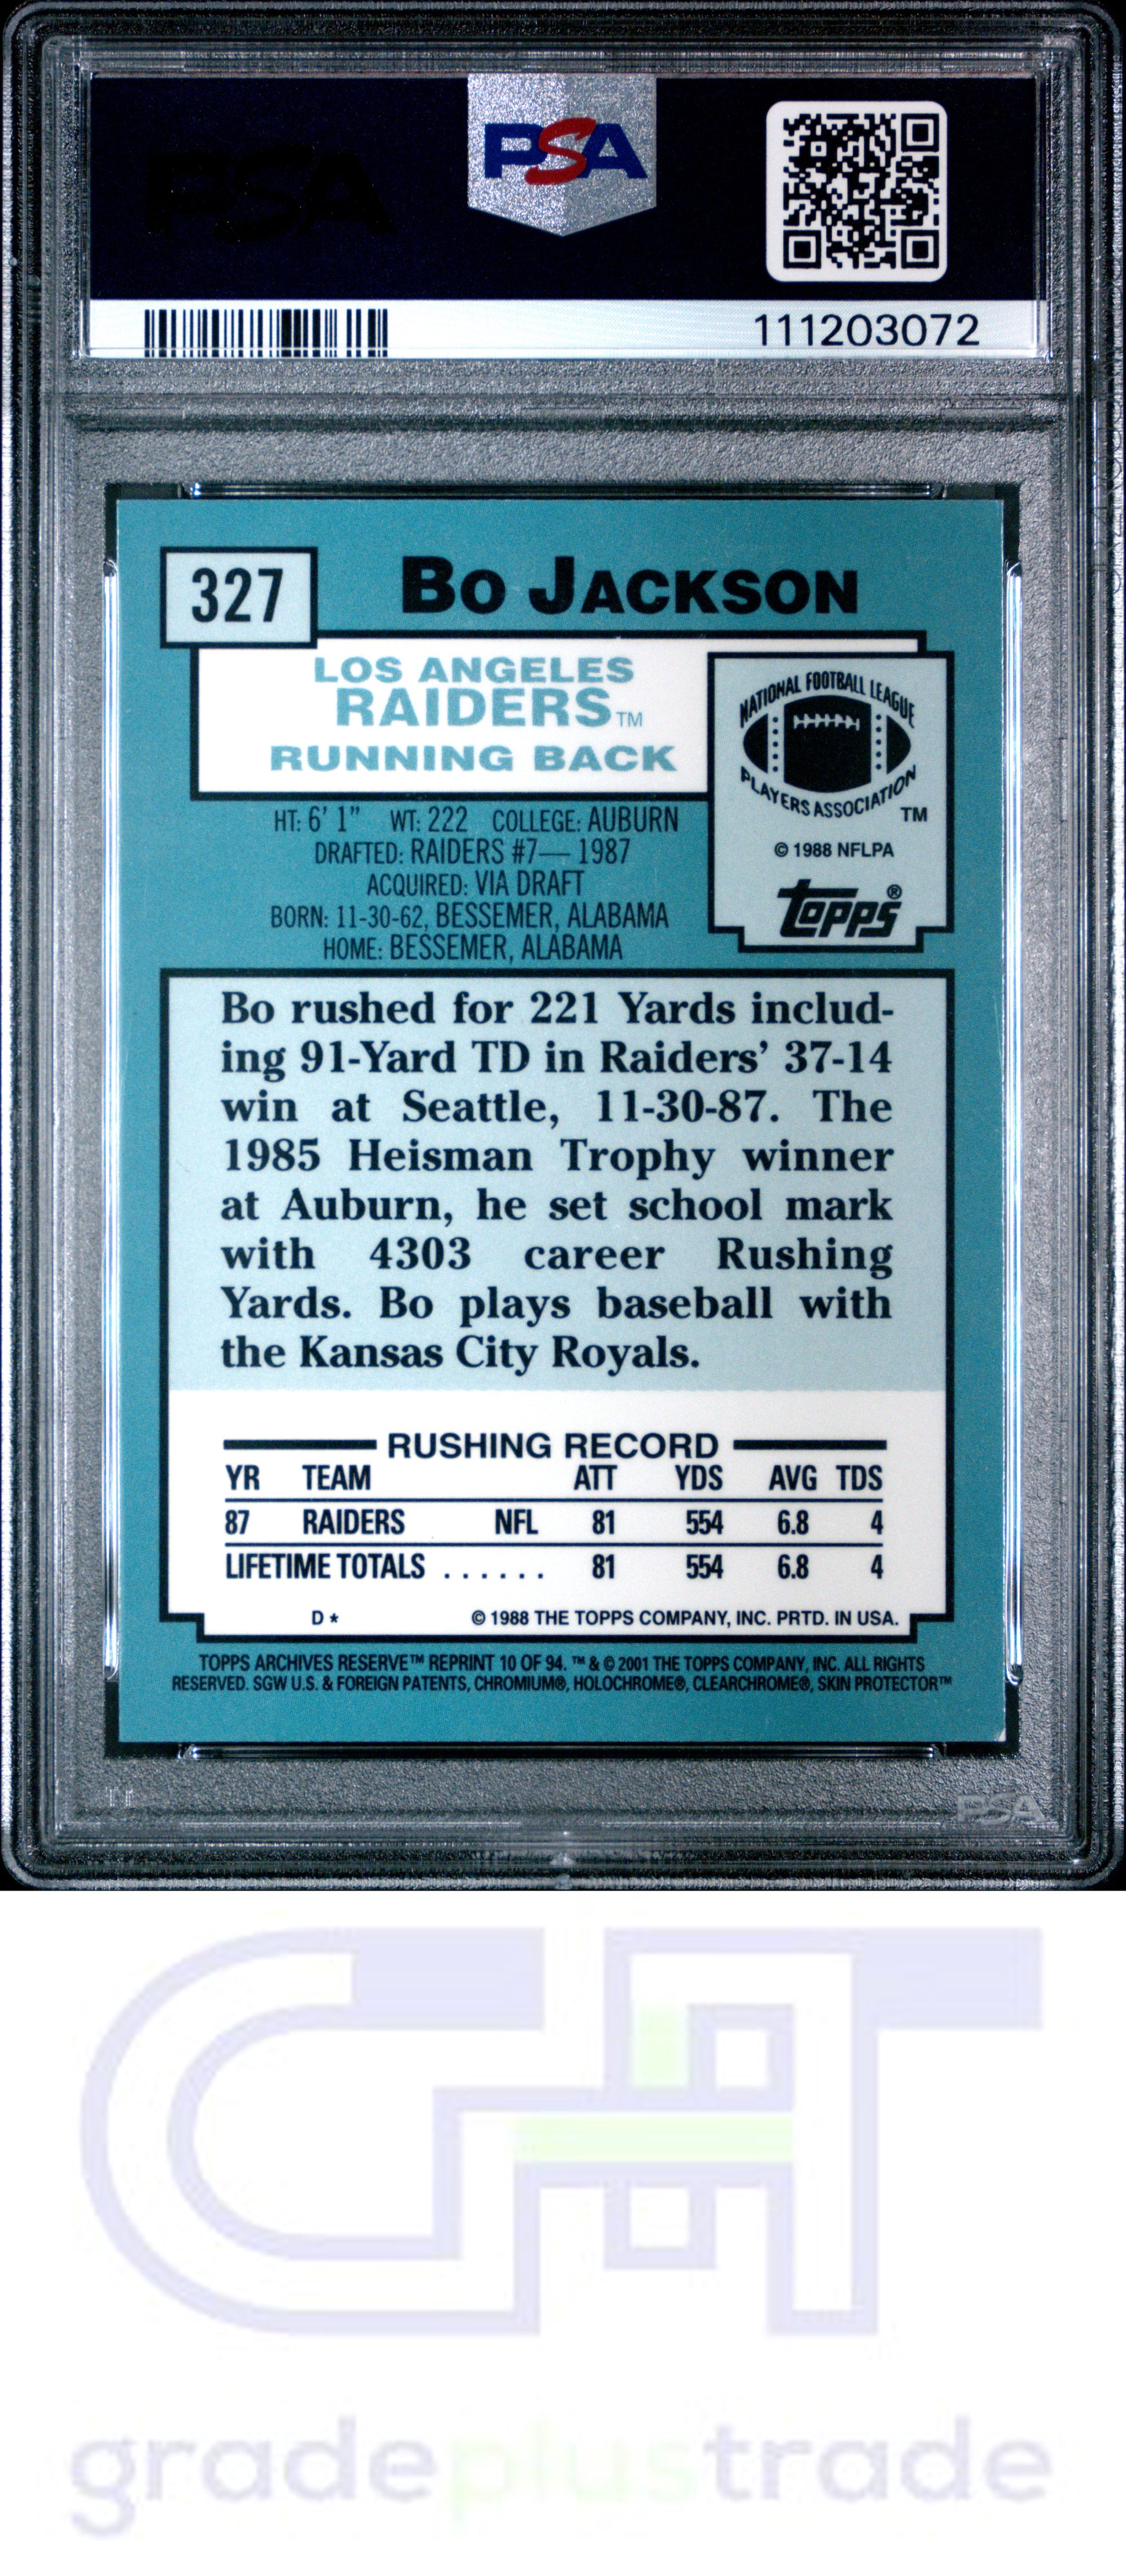 PSA
PSA
111203072
327
BO JACKSON
LOS ANGELES
RAIDERS™
RUNNING BACK
NATIONAL FOOTBALL LEAGUE
PLAYERS ASSOCIATION
™
© 1988 NFLPA
topps®
HT: 6' 1" WT: 222 COLLEGE: AUBURN
DRAFTED: RAIDERS #7— 1987
ACQUIRED: VIA DRAFT
BORN: 11-30-62, BESSEMER, ALABAMA
HOME: BESSEMER, ALABAMA
Bo rushed for 221 Yards includ-
ing 91-Yard TD in Raiders' 37-14
win at Seattle, 11-30-87. The
1985 Heisman Trophy winner
at Auburn, he set school mark
with 4303 career Rushing
Yards. Bo plays baseball with
the Kansas City Royals.
RUSHING RECORD
YR TEAM ATT YDS AVG TDS
87 RAIDERS NFL 81 554 6.8 4
LIFETIME TOTALS . . . . . . 81 554 6.8 4
D * © 1988 THE TOPPS COMPANY, INC. PRTD. IN USA.
TOPPS ARCHIVES RESERVE™ REPRINT 10 OF 94. ™ & © 2001 THE TOPPS COMPANY, INC. ALL RIGHTS
RESERVED. SGW U.S. & FOREIGN PATENTS, CHROMIUM®, HOLOCHROME®, CLEARCHROME®, SKIN PROTECTOR™
PSA
gradeplustrade